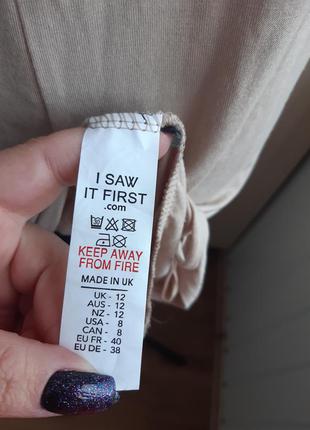 I SAW
IT FIRST
.com
KEEP AWAY
FROM FIRE
MADE IN UK
UK - 12
AUS - 12
NZ - 12
USA - 8
CAN - 8
EU FR - 40
EU DE - 38